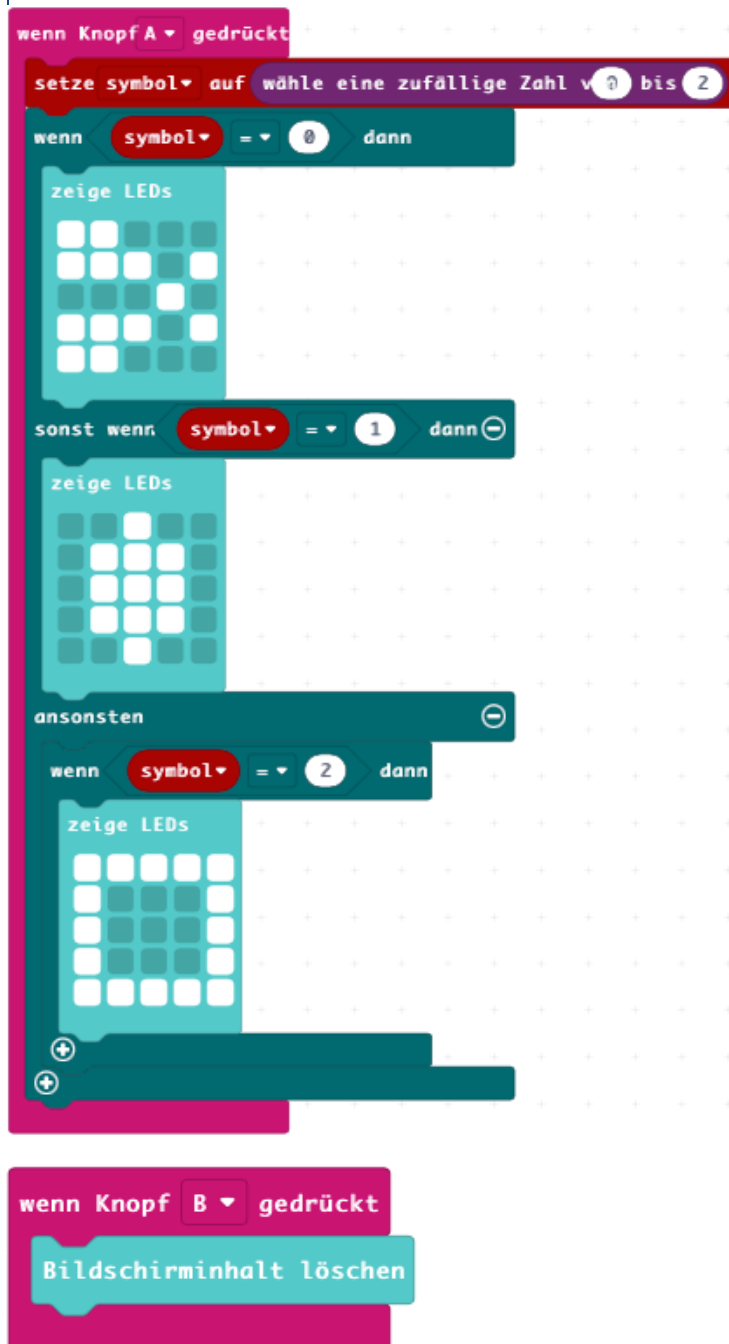 wenn Knopf A gedrückt
setze symbol auf wähle eine zufällige Zahl v 0 bis 2
wenn symbol = 0 dann
zeige LEDs
sonst wenn symbol = 1 dann
zeige LEDs
ansonsten
wenn symbol = 2 dann
zeige LEDs
wenn Knopf B gedrückt
Bildschirminhalt löschen